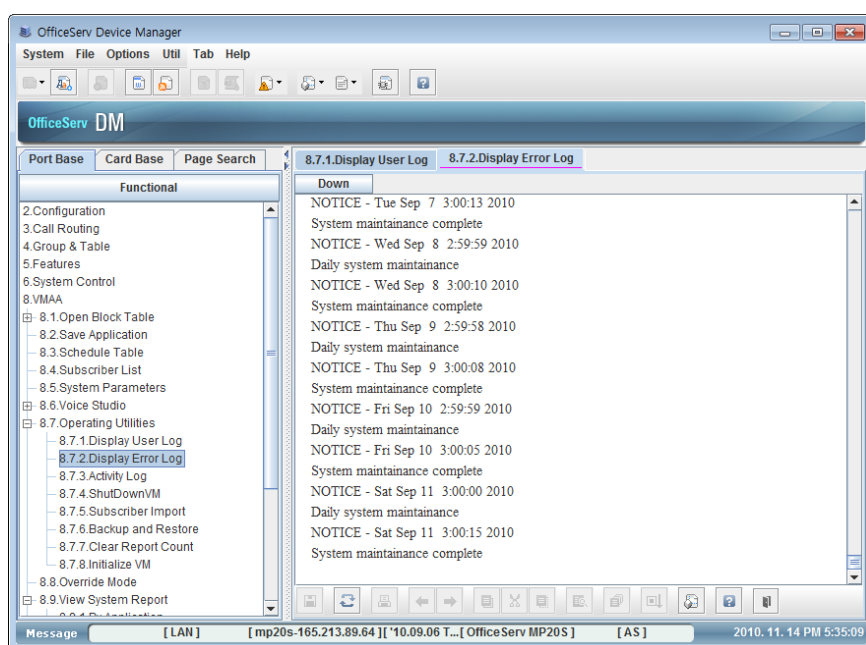 OfficeServ Device Manager
System File Options Util Tab Help
OfficeServ DM
Port Base Card Base Page Search
Functional
2.Configuration
3.Call Routing
4.Group & Table
5.Features
6.System Control
8.VMAA
8.1.Open Block Table
8.2.Save Application
8.3.Schedule Table
8.4.Subscriber List
8.5.System Parameters
8.6.Voice Studio
8.7.Operating Utilities
8.7.1.Display User Log
8.7.2.Display Error Log
8.7.3.Activity Log
8.7.4.ShutDownVM
8.7.5.Subscriber Import
8.7.6.Backup and Restore
8.7.7.Clear Report Count
8.7.8.Initialize VM
8.8.Override Mode
8.9.View System Report
8.7.1.Display User Log 8.7.2.Display Error Log
Down
NOTICE - Tue Sep 7 3:00:13 2010
System maintainance complete
NOTICE - Wed Sep 8 2:59:59 2010
Daily system maintainance
NOTICE - Wed Sep 8 3:00:10 2010
System maintainance complete
NOTICE - Thu Sep 9 2:59:58 2010
Daily system maintainance
NOTICE - Thu Sep 9 3:00:08 2010
System maintainance complete
NOTICE - Fri Sep 10 2:59:59 2010
Daily system maintainance
NOTICE - Fri Sep 10 3:00:05 2010
System maintainance complete
NOTICE - Sat Sep 11 3:00:00 2010
Daily system maintainance
NOTICE - Sat Sep 11 3:00:15 2010
System maintainance complete
Message [ LAN ] [ mp20s-165.213.89.64 ][ '10.09.06 T...[ OfficeServ MP20S ] [ AS ] 2010. 11. 14 PM 5:35:09